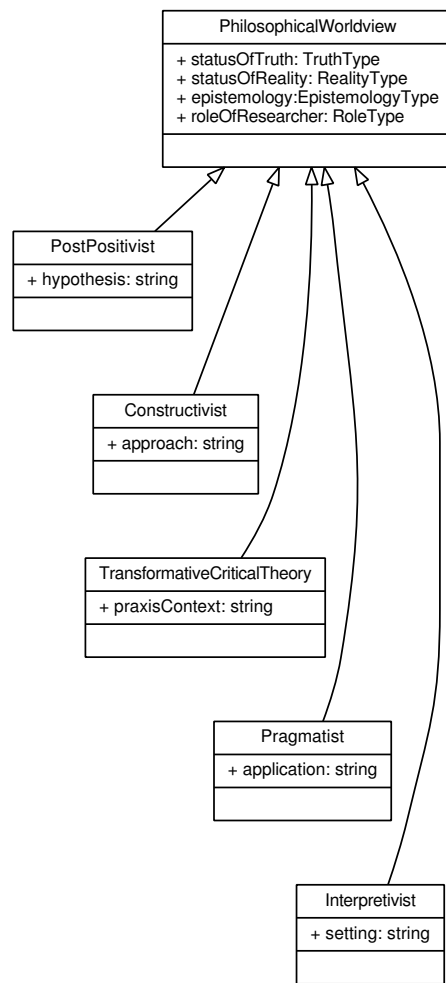 PhilosophicalWorldview
+ statusOfTruth: TruthType
+ statusOfReality: RealityType
+ epistemology:EpistemologyType
+ roleOfResearcher: RoleType
PostPositivist
+ hypothesis: string
Constructivist
+ approach: string
TransformativeCriticalTheory
+ praxisContext: string
Pragmatist
+ application: string
Interpretivist
+ setting: string